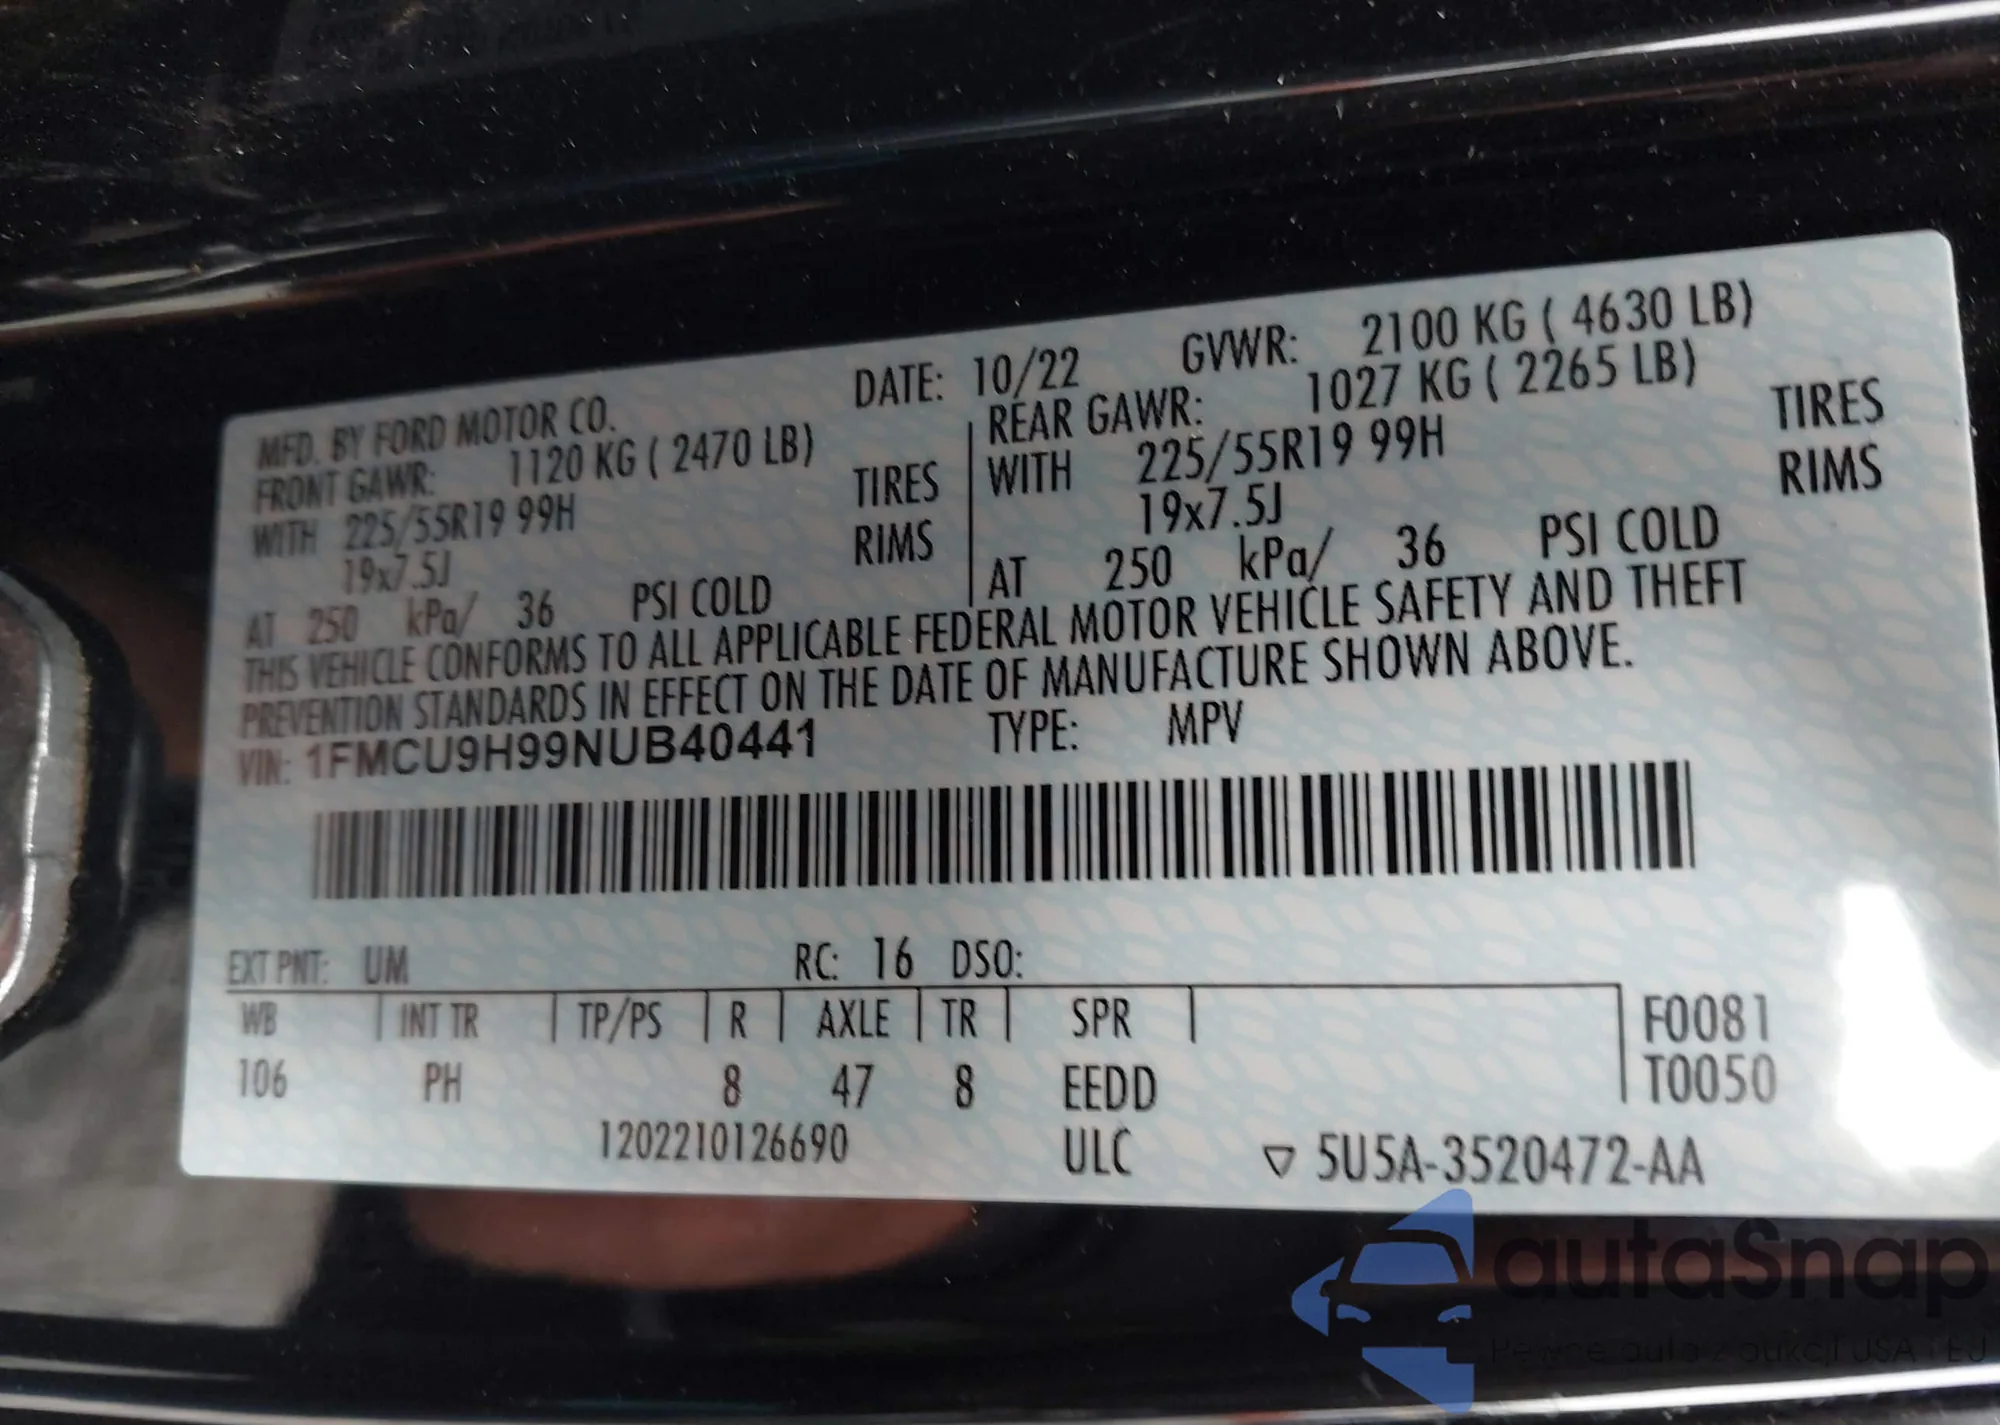 MFD. BY FORD MOTOR CO. DATE: 10/22 GVWR: 2100 KG ( 4630 LB)
FRONT GAWR: 1120 KG ( 2470 LB) REAR GAWR: 1027 KG ( 2265 LB)
WITH 225/55R19 99H TIRES WITH 225/55R19 99H TIRES
19x7.5J RIMS 19x7.5J RIMS
AT 250 kPa/ 36 PSI COLD AT 250 kPa/ 36 PSI COLD
THIS VEHICLE CONFORMS TO ALL APPLICABLE FEDERAL MOTOR VEHICLE SAFETY AND THEFT
PREVENTION STANDARDS IN EFFECT ON THE DATE OF MANUFACTURE SHOWN ABOVE.
VIN: 1FMCU9H99NUB40441 TYPE: MPV
EXT PNT: UM RC: 16 DSO:
WB INT TR TP/PS R AXLE TR SPR F0081
106 PH 8 47 8 EEDD T0050
1202210126690 ULC ▽ 5U5A-3520472-AA
autaSnap
Pewne auta z aukcji USA i EU